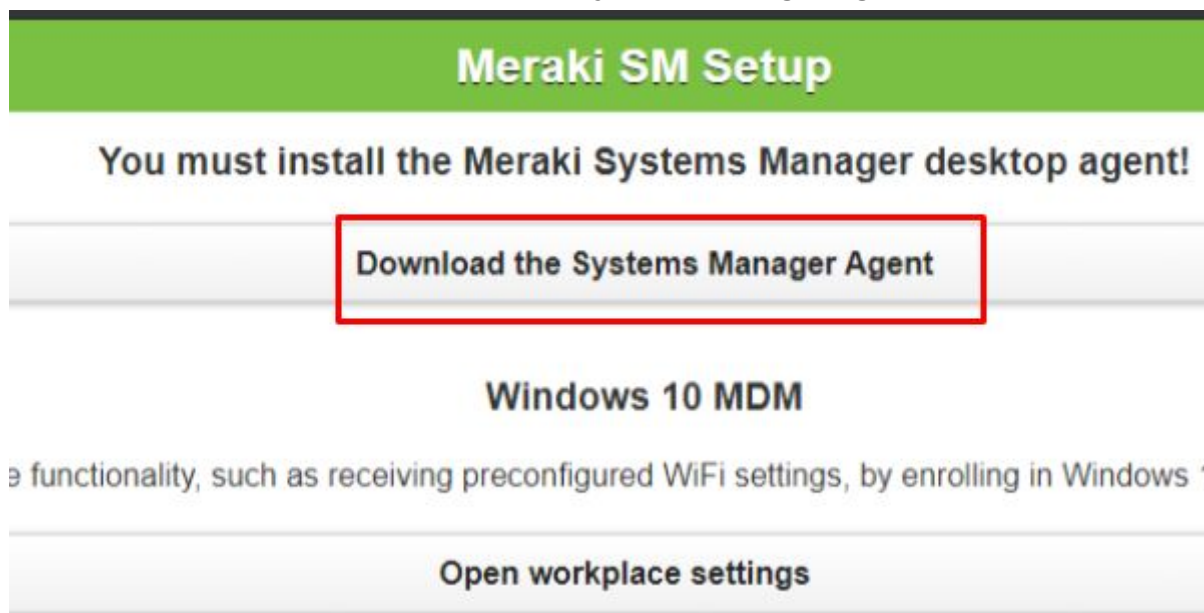 Meraki SM Setup
You must install the Meraki Systems Manager desktop agent!
Download the Systems Manager Agent
Windows 10 MDM
functionality, such as receiving preconfigured WiFi settings, by enrolling in Windows
Open workplace settings